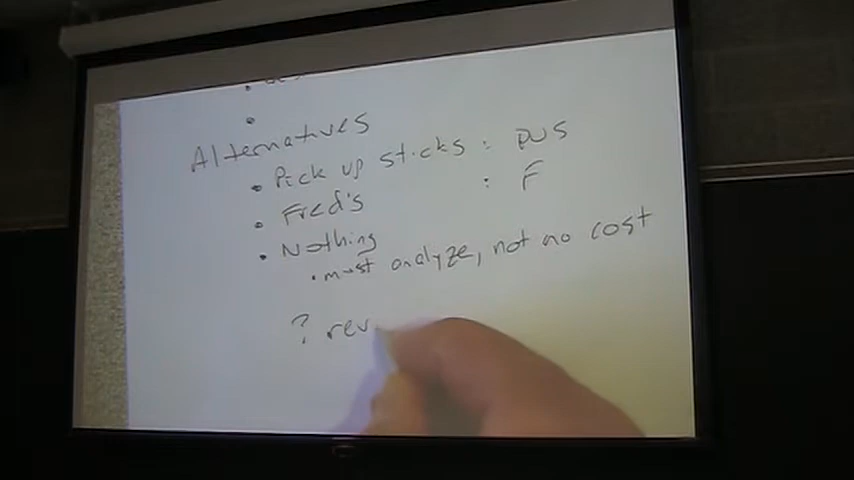 Alternatives
• Pick up sticks : PUS
• Fred's : F
• Nothing
• must analyze, not no cost
? rev